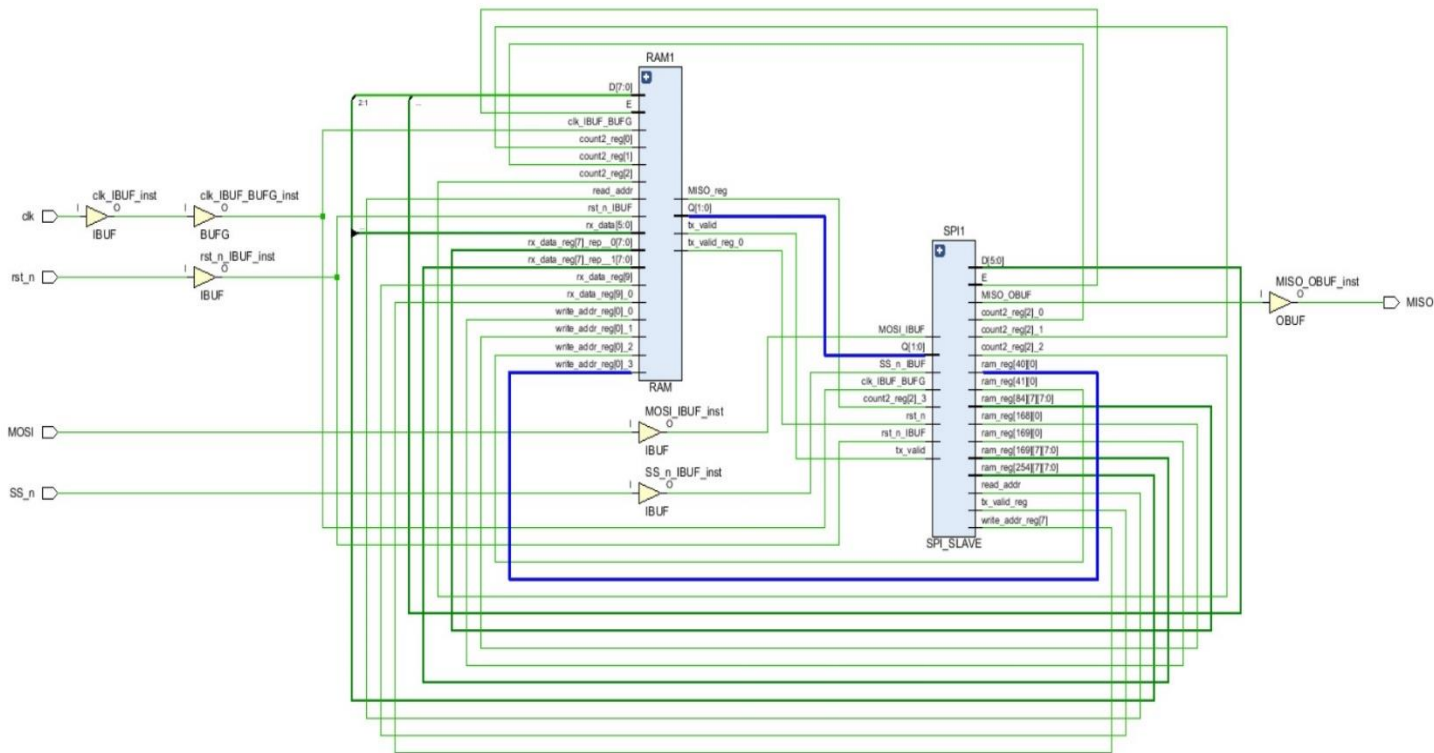 RAM1
D[7:0]
2:1
...
E
clk_IBUF_BUFG
count2_reg[0]
count2_reg[1]
count2_reg[2]
read_addr
rst_n_IBUF
...
rx_data[5:0]
rx_data_reg[7]_rep__0[7:0]
rx_data_reg[7]_rep__1[7:0]
rx_data_reg[9]
rx_data_reg[9]_0
write_addr_reg[0]_0
write_addr_reg[0]_1
write_addr_reg[0]_2
write_addr_reg[0]_3
MISO_reg
Q[1:0]
tx_valid
tx_valid_reg_0
RAM
clk
clk_IBUF_inst
I
O
IBUF
clk_IBUF_BUFG_inst
I
O
BUFG
rst_n
rst_n_IBUF_inst
I
O
IBUF
MOSI
MOSI_IBUF_inst
I
O
IBUF
SS_n
SS_n_IBUF_inst
I
O
IBUF
SPI1
MOSI_IBUF
Q[1:0]
SS_n_IBUF
clk_IBUF_BUFG
count2_reg[2]_3
rst_n
rst_n_IBUF
tx_valid
D[5:0]
E
MISO_OBUF
count2_reg[2]_0
count2_reg[2]_1
count2_reg[2]_2
ram_reg[40][0]
ram_reg[41][0]
ram_reg[84][7][7:0]
ram_reg[168][0]
ram_reg[169][0]
ram_reg[169][7][7:0]
ram_reg[254][7][7:0]
read_addr
tx_valid_reg
write_addr_reg[7]
SPI_SLAVE
MISO_OBUF_inst
I
O
OBUF
MISO